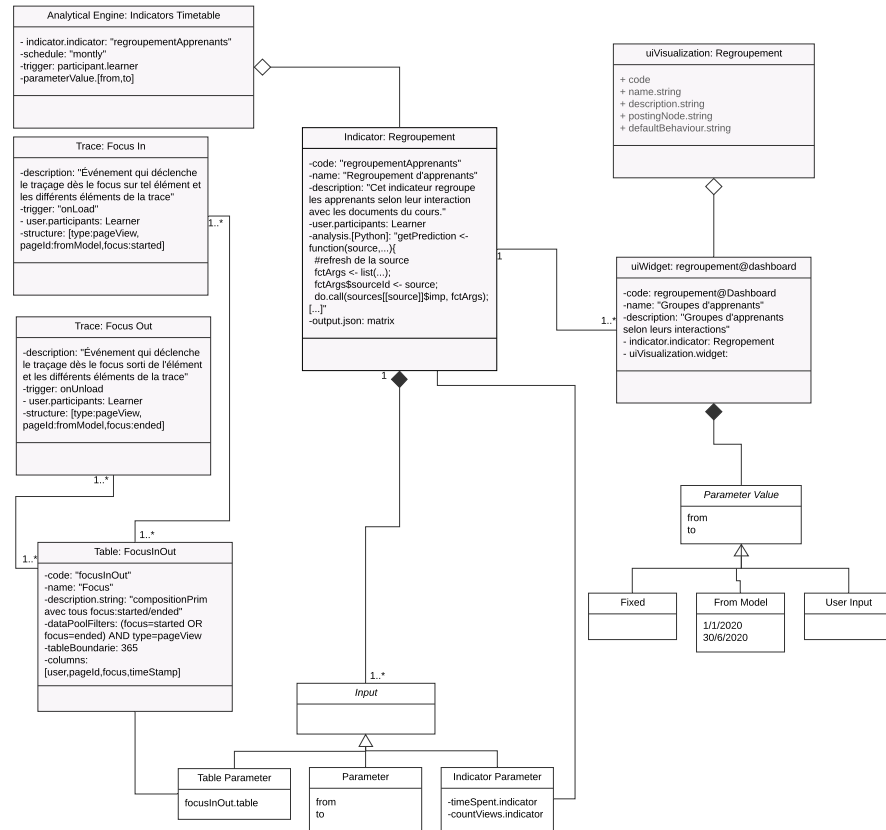 Analytical Engine: Indicators Timetable
- indicator.indicator: "regroupementApprenants"
-schedule: "montly"
-trigger: participant.learner
-parameterValue.[from,to]
Trace: Focus In
-description: "Événement qui déclenche
le traçage dès le focus sur tel élément et
les différents éléments de la trace"
-trigger: "onLoad"
- user.participants: Learner
-structure: [type:pageView,
pageId:fromModel,focus:started]
1..*
Trace: Focus Out
-description: "Événement qui déclenche
le traçage dès le focus sorti de l'élément
et les différents éléments de la trace"
-trigger: onUnload
- user.participants: Learner
-structure: [type:pageView,
pageId:fromModel,focus:ended]
1..*
1..*
1..*
Table: FocusInOut
-code: "focusInOut"
-name: "Focus"
-description.string: "compositionPrim
avec tous focus:started/ended"
-dataPoolFilters: (focus=started OR
focus=ended) AND type=pageView
-tableBoundarie: 365
-columns:
[user,pageId,focus,timeStamp]
Indicator: Regroupement
-code: "regroupementApprenants"
-name: "Regroupement d'apprenants"
-description: "Cet indicateur regroupe
les apprenants selon leur interaction
avec les documents du cours."
-user.participants: Learner
-analysis.[Python]: "getPrediction <-
function(source,...){
#refresh de la source
fctArgs <- list(...);
fctArgs$sourceId <- source;
do.call(sources[[source]]$imp, fctArgs);
[...]"
-output.json: matrix
1
1..*
1
1..*
Input
Table Parameter
focusInOut.table
Parameter
from
to
Indicator Parameter
-timeSpent.indicator
-countViews.indicator
uiVisualization: Regroupement
+ code
+ name.string
+ description.string
+ postingNode.string
+ defaultBehaviour.string
uiWidget: regroupement@dashboard
-code: regroupement@Dashboard
-name: "Groupes d'apprenants"
-description: "Groupes d'apprenants
selon leurs interactions"
- indicator.indicator: Regropement
- uiVisualization.widget:
Parameter Value
from
to
Fixed
From Model
1/1/2020
30/6/2020
User Input